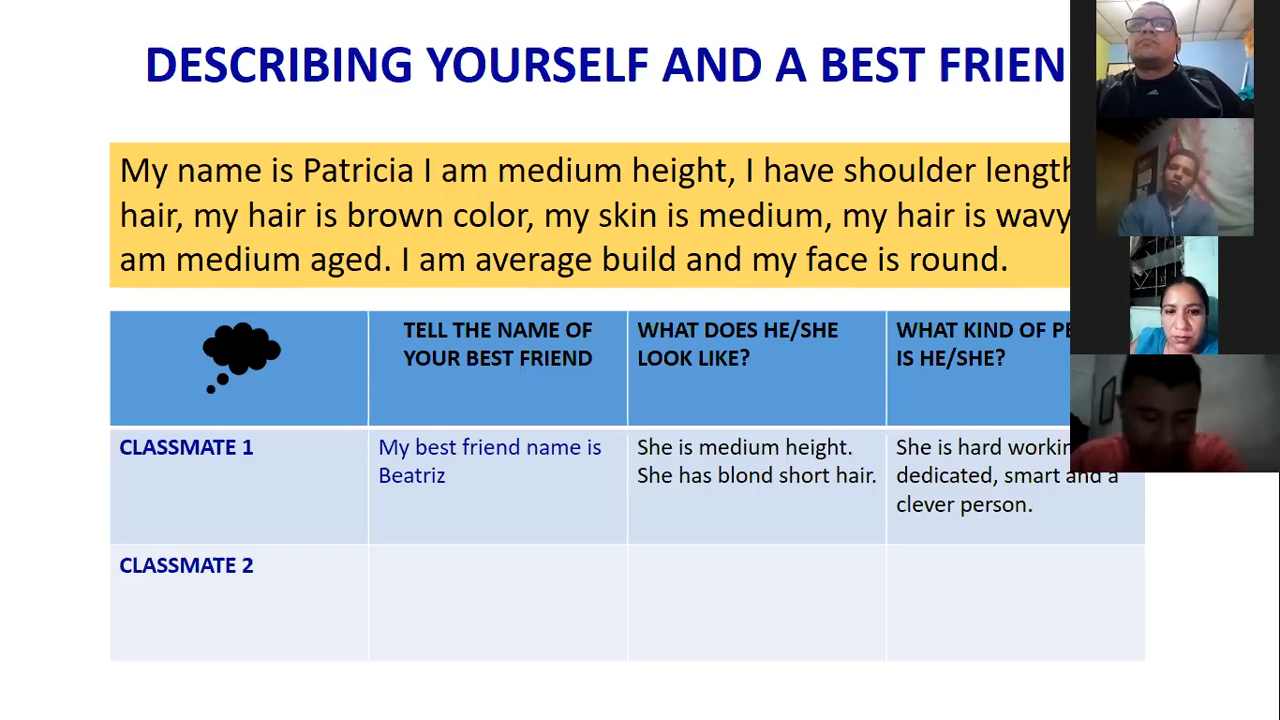 DESCRIBING YOURSELF AND A BEST FRIEN
My name is Patricia I am medium height, I have shoulder length
hair, my hair is brown color, my skin is medium, my hair is wavy
am medium aged. I am average build and my face is round.
TELL THE NAME OF
YOUR BEST FRIEND
WHAT DOES HE/SHE
LOOK LIKE?
WHAT KIND OF
IS HE/SHE?
CLASSMATE 1
My best friend name is
Beatriz
She is medium height.
She has blond short hair.
She is hard
dedicated, smart and a
clever person.
CLASSMATE 2